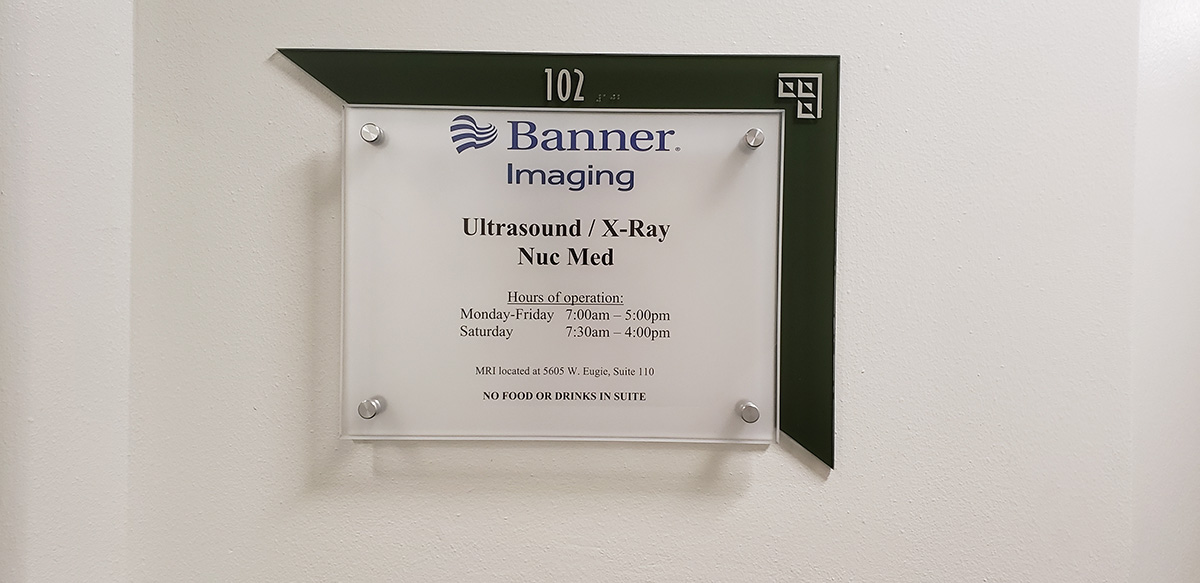 102
Banner
Imaging
Ultrasound / X-Ray
Nuc Med
Hours of operation:
Monday-Friday 7:00am – 5:00pm
Saturday 7:30am – 4:00pm
MRI located at 5605 W. Eugie, Suite 110
NO FOOD OR DRINKS IN SUITE